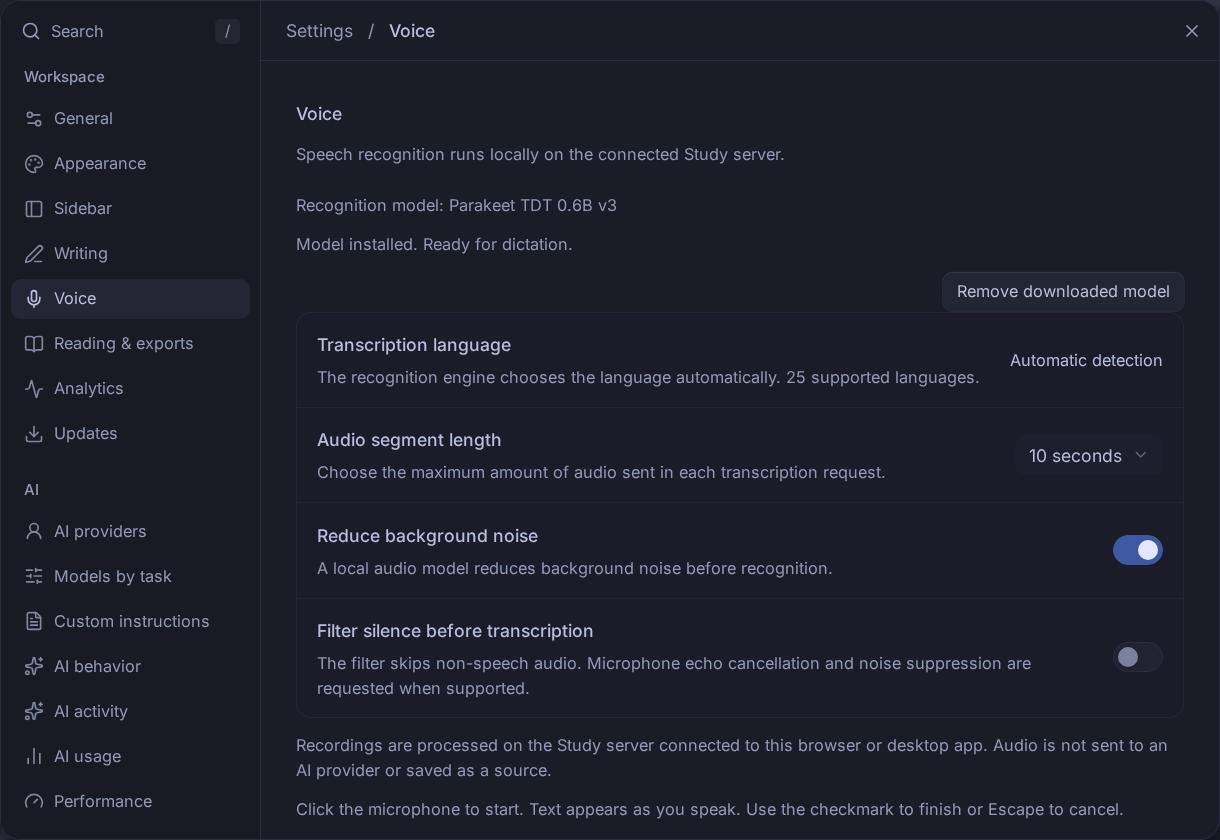 Search /
Workspace
General
Appearance
Sidebar
Writing
Voice
Reading & exports
Analytics
Updates
AI
AI providers
Models by task
Custom instructions
AI behavior
AI activity
AI usage
Performance
Settings / Voice
Voice
Speech recognition runs locally on the connected Study server.
Recognition model: Parakeet TDT 0.6B v3
Model installed. Ready for dictation.
Remove downloaded model
Transcription language
The recognition engine chooses the language automatically. 25 supported languages.
Automatic detection
Audio segment length
Choose the maximum amount of audio sent in each transcription request.
10 seconds
Reduce background noise
A local audio model reduces background noise before recognition.
Filter silence before transcription
The filter skips non-speech audio. Microphone echo cancellation and noise suppression are
requested when supported.
Recordings are processed on the Study server connected to this browser or desktop app. Audio is not sent to an
AI provider or saved as a source.
Click the microphone to start. Text appears as you speak. Use the checkmark to finish or Escape to cancel.